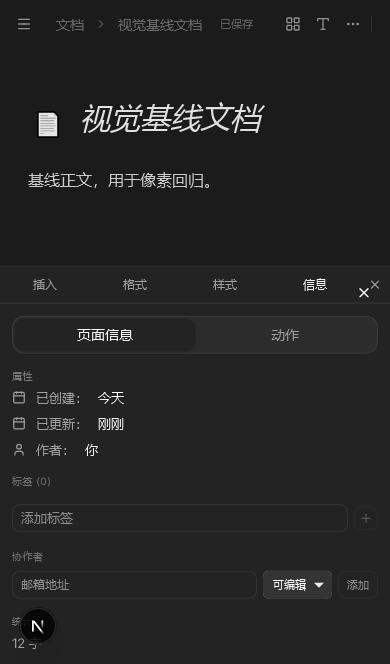 文档 > 视觉基线文档 已保存
视觉基线文档
基线正文，用于像素回归。
插入 格式 样式 信息
页面信息 动作
属性
已创建： 今天
已更新： 刚刚
作者： 你
标签 (0)
添加标签
协作者
邮箱地址 可编辑 添加
12 字